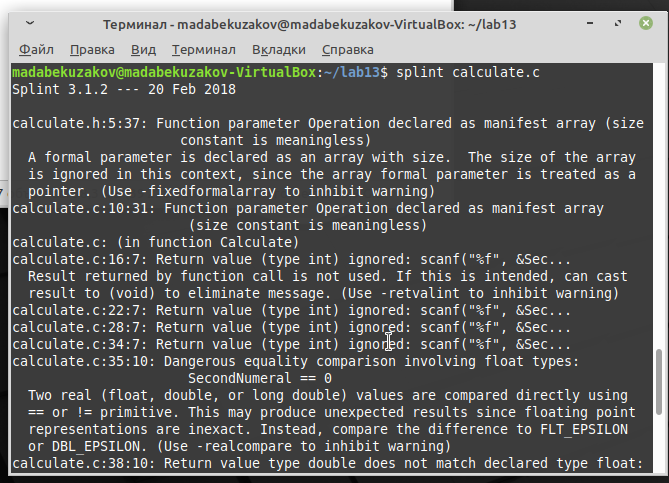 Терминал - madabekuzakov@madabekuzakov-VirtualBox: ~/lab13
Файл Правка Вид Терминал Вкладки Справка
madabekuzakov@madabekuzakov-VirtualBox:~/lab13$ splint calculate.c
Splint 3.1.2 --- 20 Feb 2018
calculate.h:5:37: Function parameter Operation declared as manifest array (size
constant is meaningless)
A formal parameter is declared as an array with size.  The size of the array
is ignored in this context, since the array formal parameter is treated as a
pointer. (Use -fixedformalarray to inhibit warning)
calculate.c:10:31: Function parameter Operation declared as manifest array
(size constant is meaningless)
calculate.c: (in function Calculate)
calculate.c:16:7: Return value (type int) ignored: scanf("%f", &Sec...
Result returned by function call is not used. If this is intended, can cast
result to (void) to eliminate message. (Use -retvalint to inhibit warning)
calculate.c:22:7: Return value (type int) ignored: scanf("%f", &Sec...
calculate.c:28:7: Return value (type int) ignored: scanf("%f", &Sec...
calculate.c:34:7: Return value (type int) ignored: scanf("%f", &Sec...
calculate.c:35:10: Dangerous equality comparison involving float types:
SecondNumeral == 0
Two real (float, double, or long double) values are compared directly using
== or != primitive. This may produce unexpected results since floating point
representations are inexact. Instead, compare the difference to FLT_EPSILON
or DBL_EPSILON. (Use -realcompare to inhibit warning)
calculate.c:38:10: Return value type double does not match declared type float: